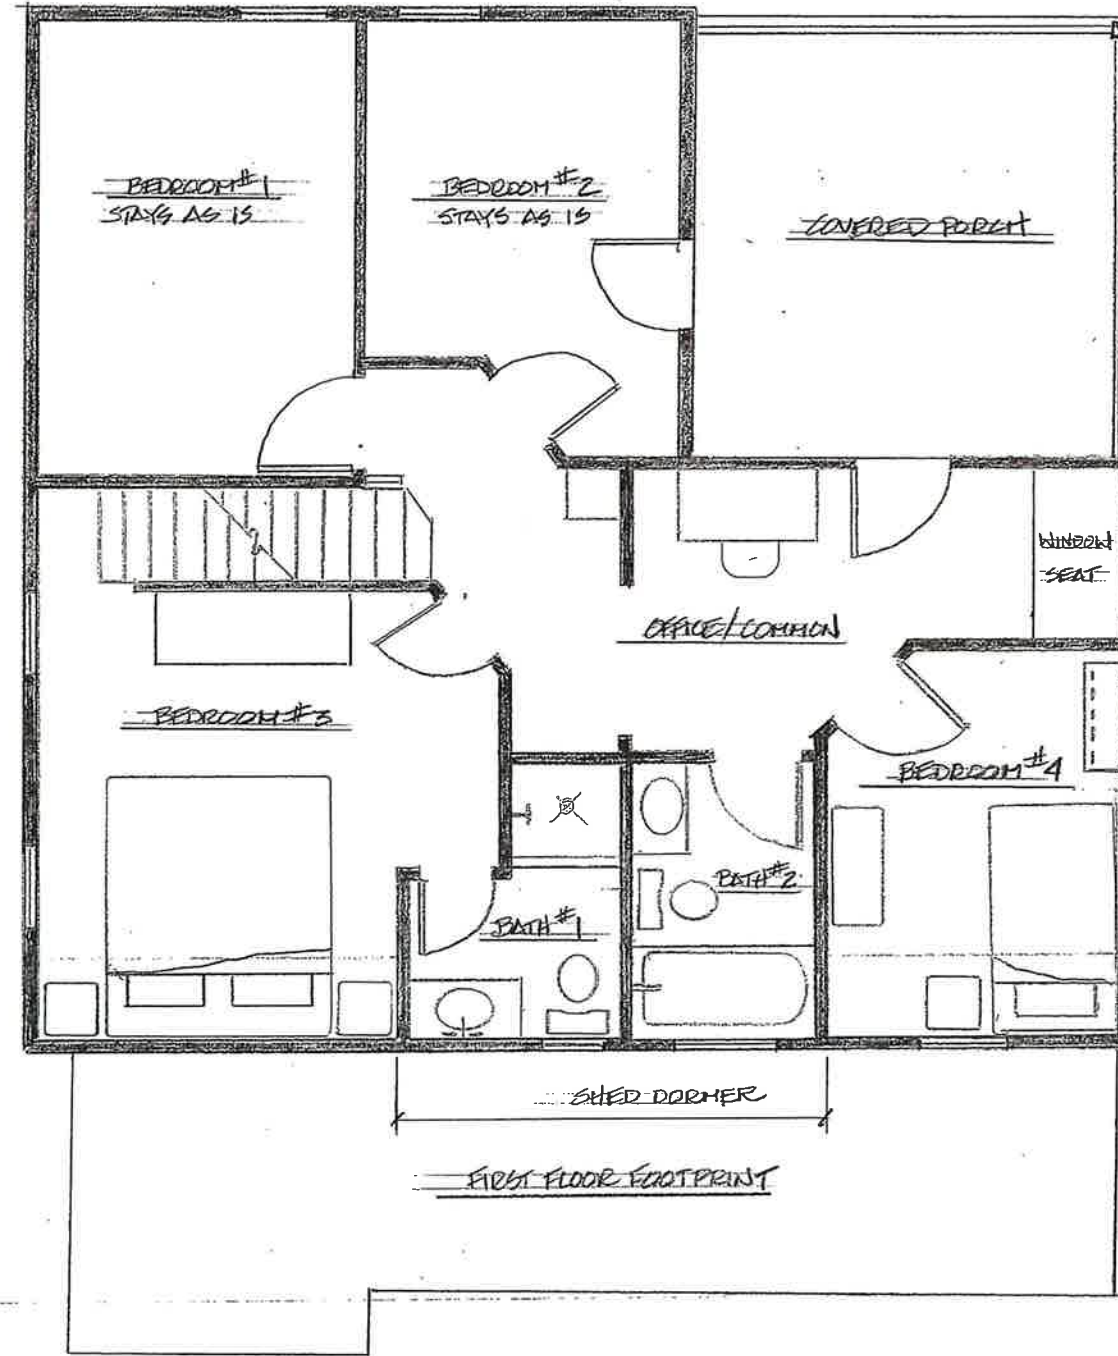 BEDROOM #1
STAYS AS IS
BEDROOM #2
STAYS AS IS
COVERED PORCH
WINDOW
SEAT
OFFICE/COMMON
BEDROOM #3
BEDROOM #4
BATH #2
BATH #1
SHED DORMER
FIRST FLOOR FOOTPRINT